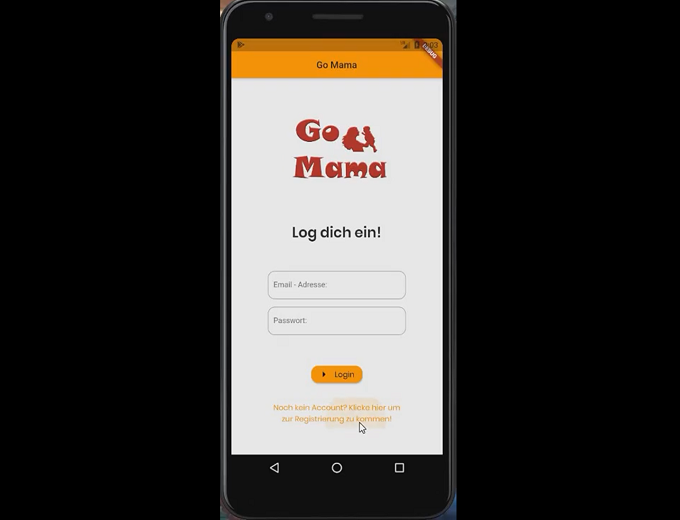 Go Mama
Go
Mama
Log dich ein!
Email - Adresse:
Passwort:
Login
Noch kein Account? Klicke hier um
zur Registrierung zu kommen!